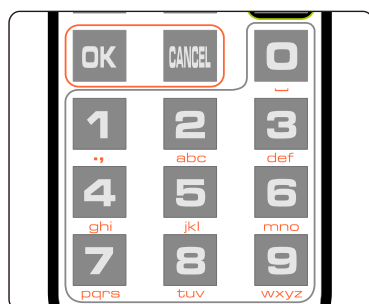 OK CANCEL 0
⎵
1 2 3
., abc def
4 5 6
ghi jkl mno
7 8 9
pqrs tuv wxyz